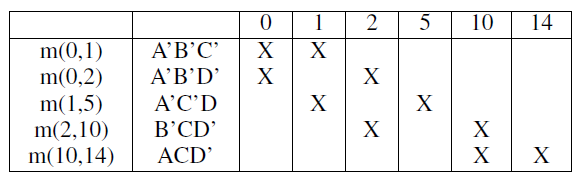 0 1 2 5 10 14
m(0,1) A’B’C’ X X
m(0,2) A’B’D’ X X
m(1,5) A’C’D X X
m(2,10) B’CD’ X X
m(10,14) ACD’ X X